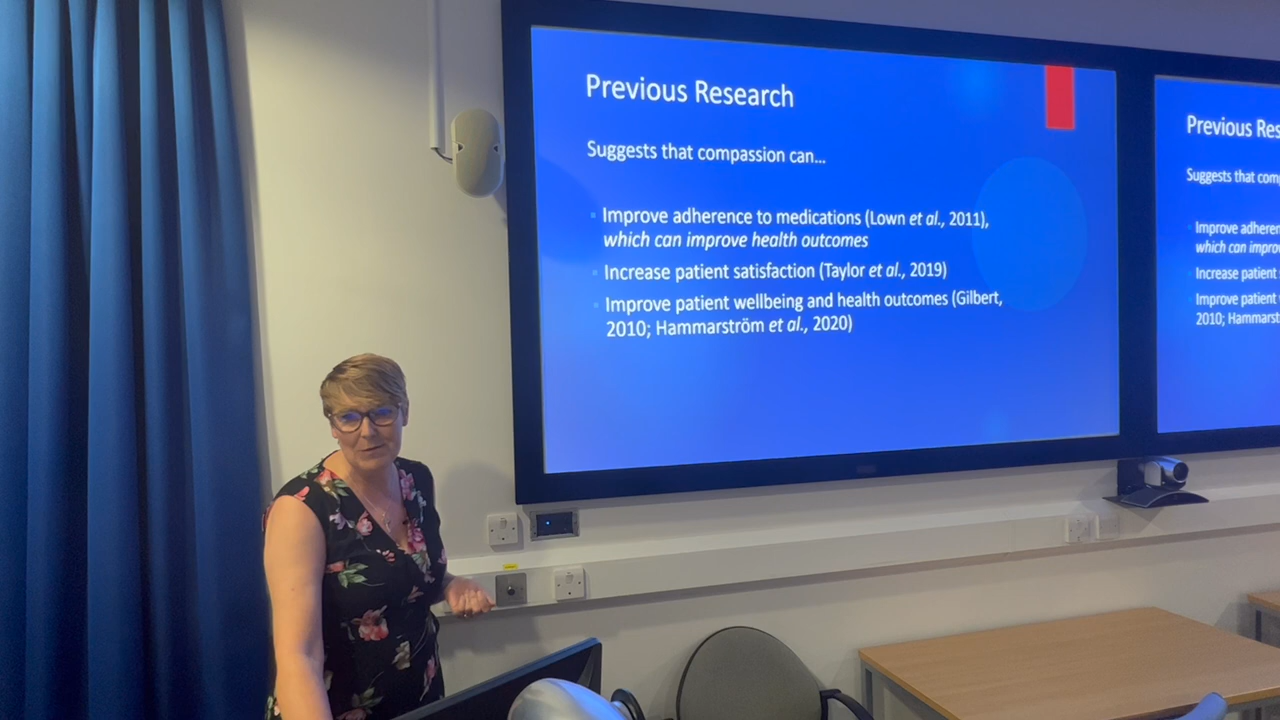 Previous Research
Suggests that compassion can...
Improve adherence to medications (Lown et al., 2011),
which can improve health outcomes
Increase patient satisfaction (Taylor et al., 2019)
Improve patient wellbeing and health outcomes (Gilbert,
2010; Hammarström et al., 2020)
Previous Res
Suggests that com
Improve adheren
which can improv
Increase patient
Improve patient
2010; Hammarst